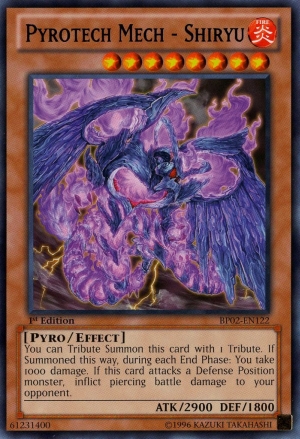 PYROTECH MECH - SHIRYU
FIRE
炎
1st Edition
BP02-EN122
[PYRO/EFFECT]
You can Tribute Summon this card with 1 Tribute. If
Summoned this way, during each End Phase: You take
1000 damage. If this card attacks a Defense Position
monster, inflict piercing battle damage to your
opponent.
ATK/2900 DEF/1800
61231400
©1996 KAZUKI TAKAHASHI